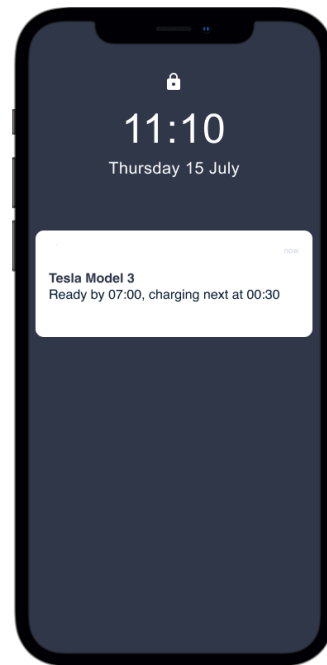 11:10
Thursday 15 July
now
Tesla Model 3
Ready by 07:00, charging next at 00:30